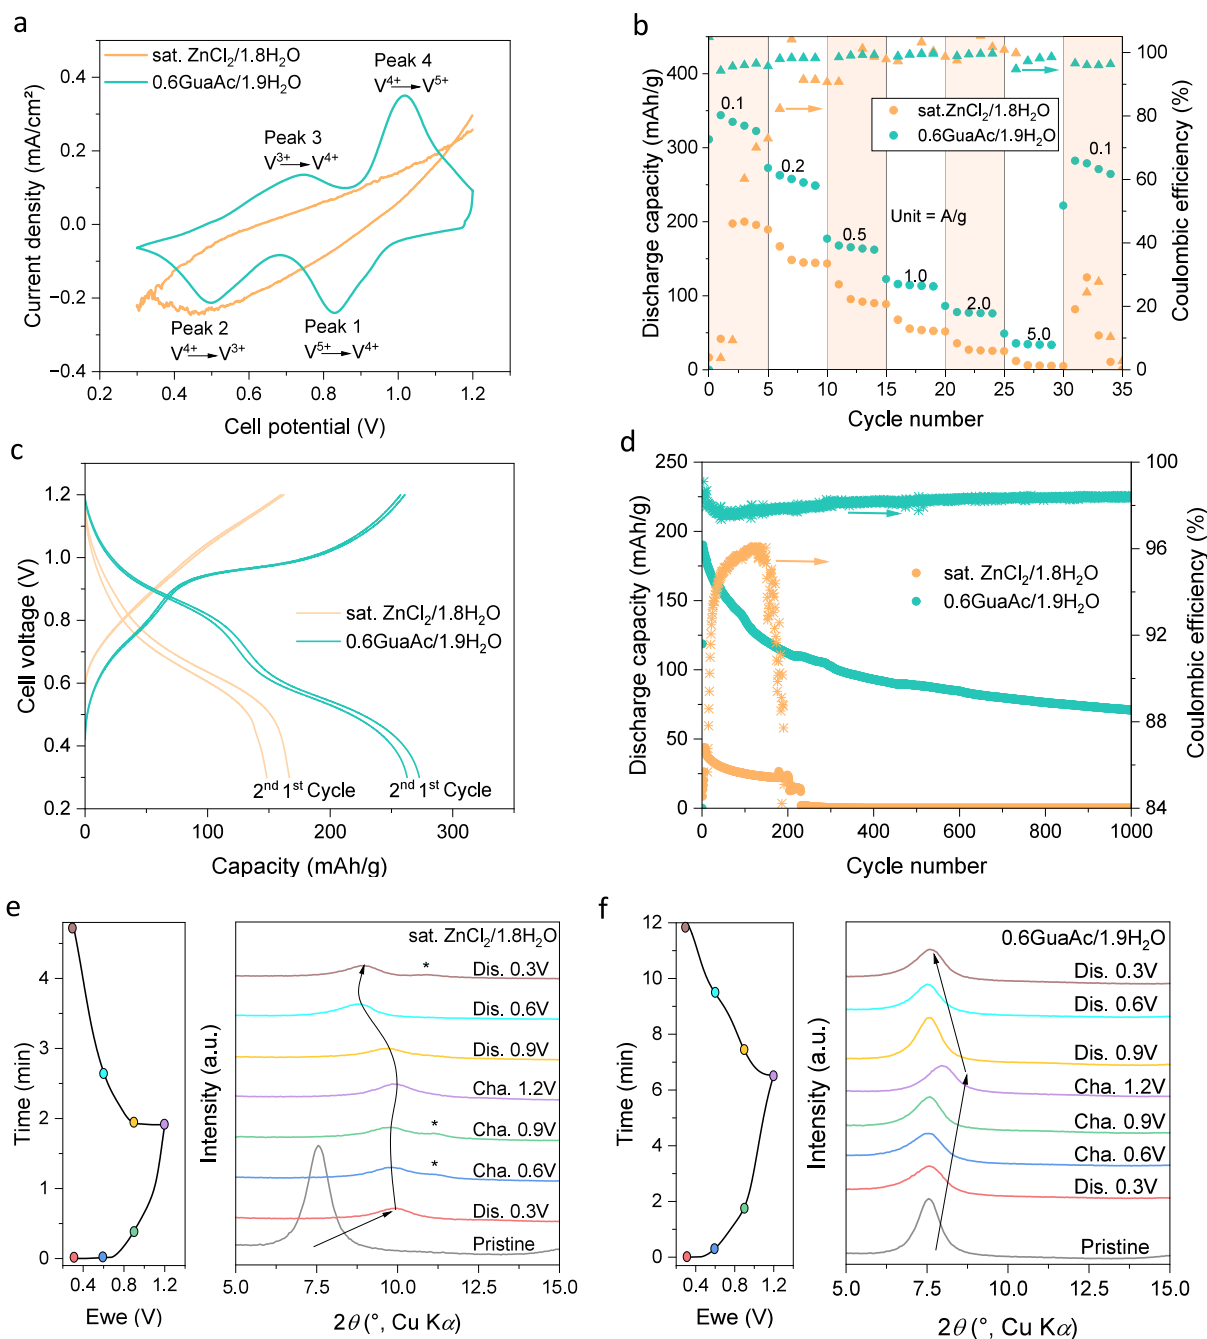 a
sat. ZnCl₂/1.8H₂O
0.6GuaAc/1.9H₂O
Peak 4
V⁴⁺ → V⁵⁺
Peak 3
V³⁺ → V⁴⁺
Peak 2
V⁴⁺ → V³⁺
Peak 1
V⁵⁺ → V⁴⁺
Current density (mA/cm²)
0.4
0.2
0.0
−0.2
−0.4
0.2 0.4 0.6 0.8 1.0 1.2
Cell potential (V)
b
sat.ZnCl₂/1.8H₂O
0.6GuaAc/1.9H₂O
0.1
0.2
0.5
1.0
2.0
5.0
0.1
Unit = A/g
Discharge capacity (mAh/g)
400
300
200
100
0
Coulombic efficiency (%)
100
80
60
40
20
0
0 5 10 15 20 25 30 35
Cycle number
c
sat. ZnCl₂/1.8H₂O
0.6GuaAc/1.9H₂O
2ⁿᵈ 1ˢᵗ Cycle
2ⁿᵈ 1ˢᵗ Cycle
Cell voltage (V)
1.2
1.0
0.8
0.6
0.4
0.2
0 100 200 300
Capacity (mAh/g)
d
sat. ZnCl₂/1.8H₂O
0.6GuaAc/1.9H₂O
Discharge capacity (mAh/g)
250
225
200
175
150
125
100
75
50
25
0
Coulombic efficiency (%)
100
96
92
88
84
0 200 400 600 800 1000
Cycle number
e
Time (min)
4
3
2
1
0
0.4 0.8 1.2
Ewe (V)
Intensity (a.u.)
sat. ZnCl₂/1.8H₂O
* Dis. 0.3V
Dis. 0.6V
Dis. 0.9V
Cha. 1.2V
* Cha. 0.9V
* Cha. 0.6V
Dis. 0.3V
Pristine
5.0 7.5 10.0 12.5 15.0
2θ (°, Cu Kα)
f
Time (min)
12
10
8
6
4
2
0
0.4 0.8 1.2
Ewe (V)
Intensity (a.u.)
0.6GuaAc/1.9H₂O
Dis. 0.3V
Dis. 0.6V
Dis. 0.9V
Cha. 1.2V
Cha. 0.9V
Cha. 0.6V
Dis. 0.3V
Pristine
5.0 7.5 10.0 12.5 15.0
2θ (°, Cu Kα)